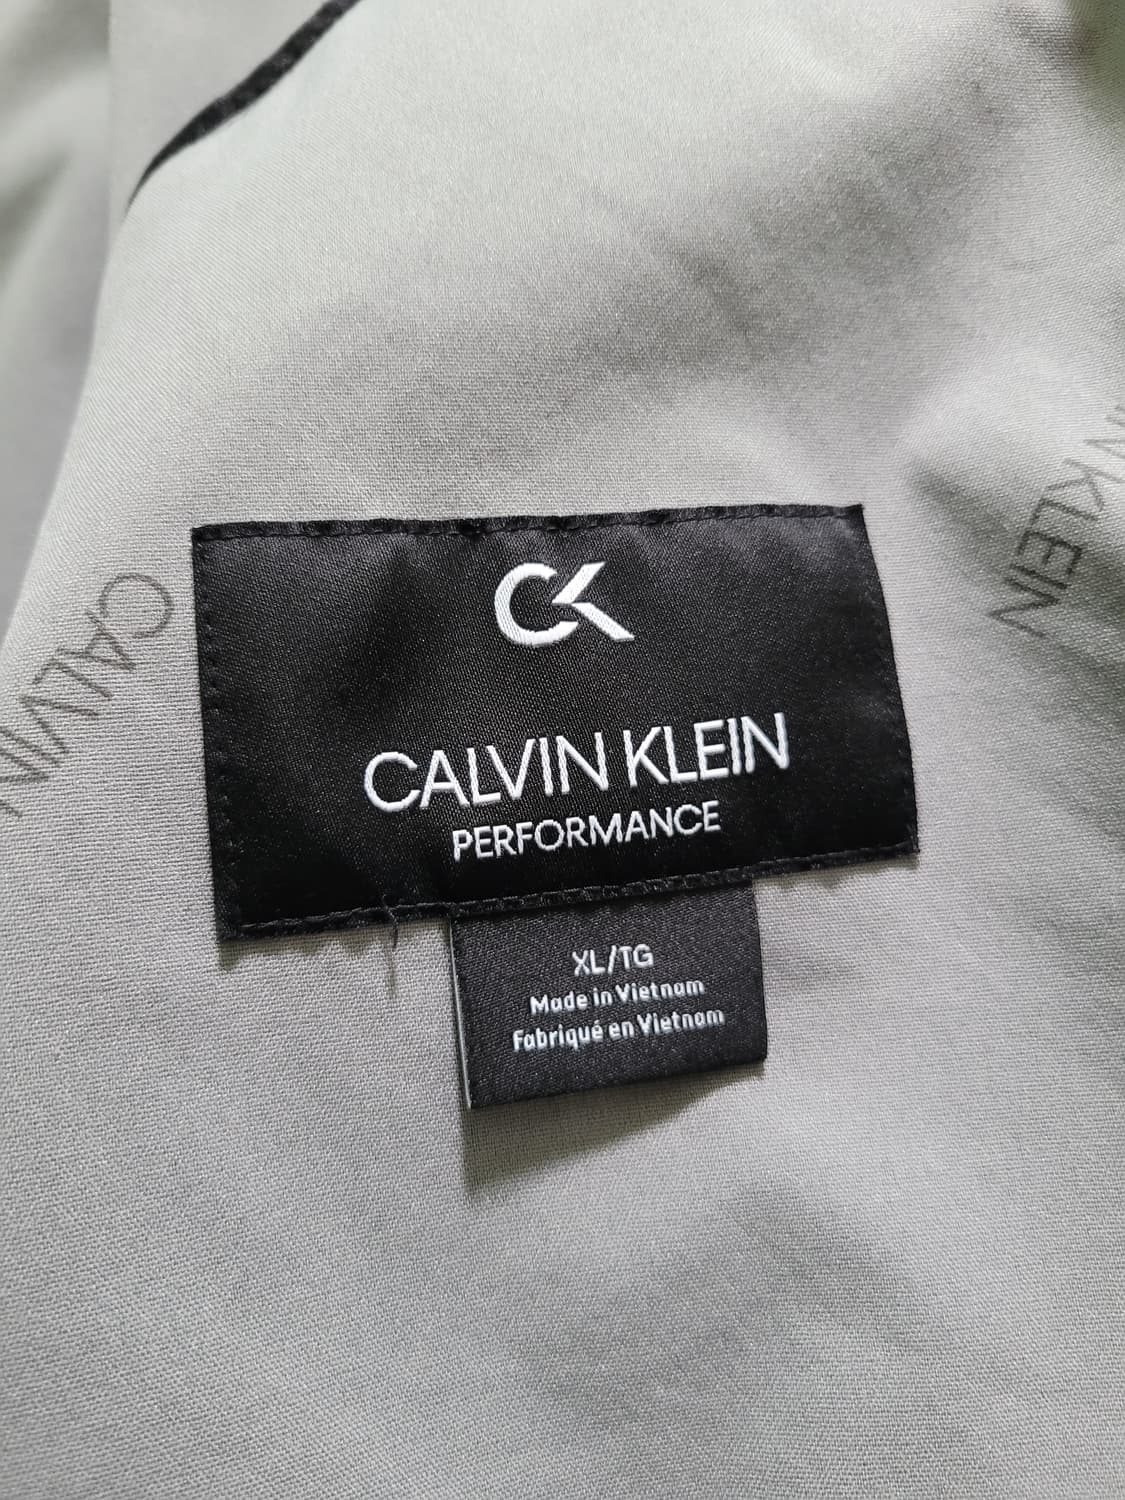 CK
CALVIN KLEIN
PERFORMANCE
XL/TG
Made in Vietnam
Fabriqué en Vietnam
CALVIN
KLEIN